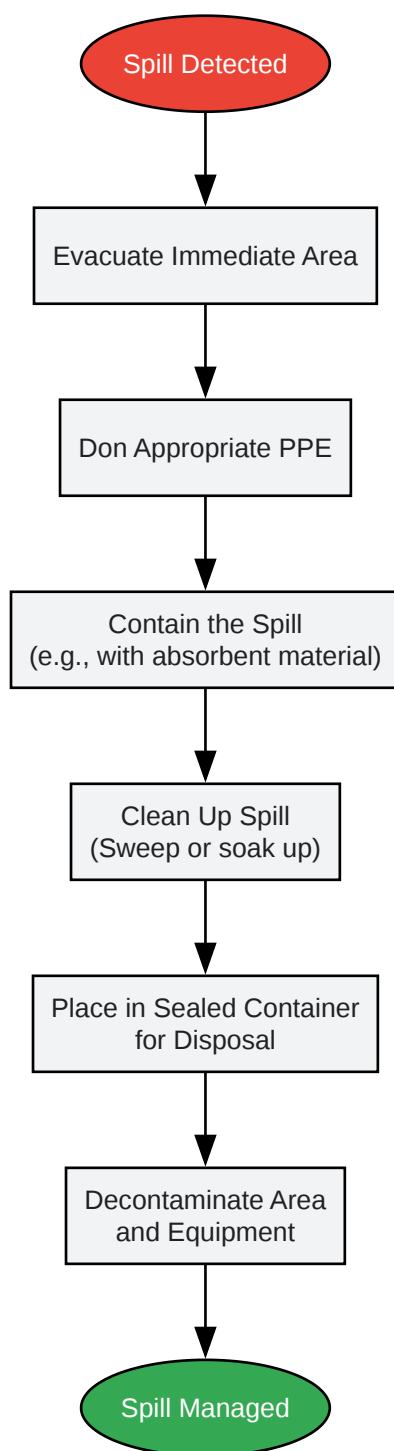 Spill Detected
Evacuate Immediate Area
Don Appropriate PPE
Contain the Spill
(e.g., with absorbent material)
Clean Up Spill
(Sweep or soak up)
Place in Sealed Container
for Disposal
Decontaminate Area
and Equipment
Spill Managed